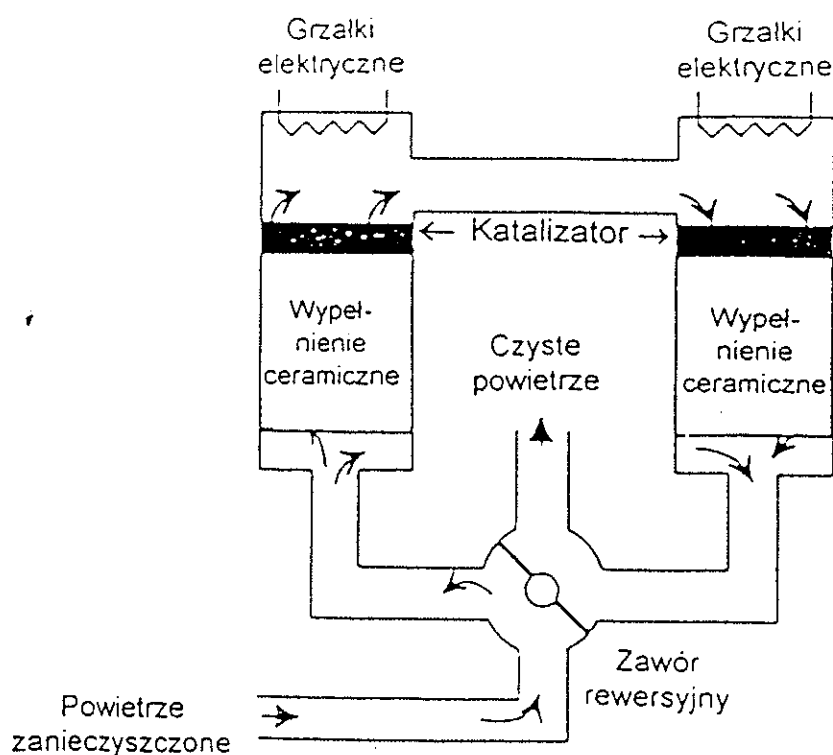 Grzałki
elektryczne
Grzałki
elektryczne
← Katalizator →
Wypeł-
nienie
ceramiczne
Czyste
powietrze
Wypeł-
nienie
ceramiczne
Zawór
rewersyjny
Powietrze
zanieczyszczone